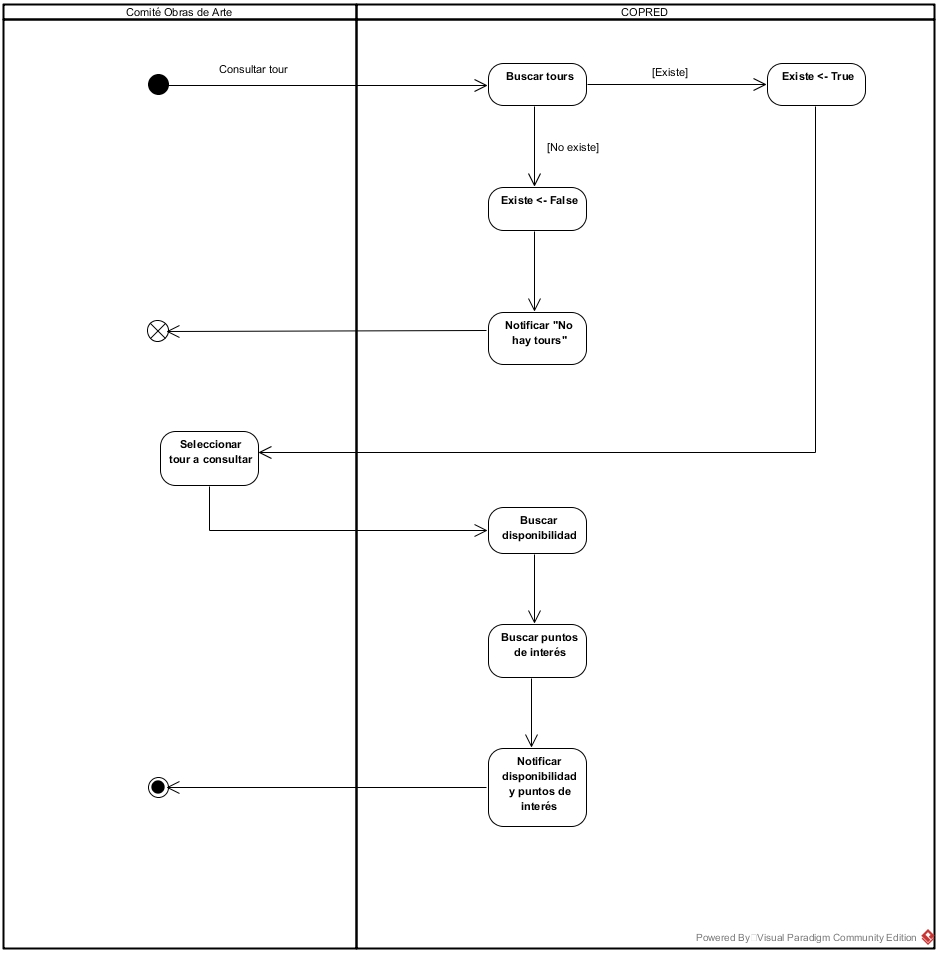 Comité Obras de Arte
COPRED
Consultar tour
Buscar tours
[Existe]
Existe <- True
[No existe]
Existe <- False
Notificar "No
hay tours"
Seleccionar
tour a consultar
Buscar
disponibilidad
Buscar puntos
de interés
Notificar
disponibilidad
y puntos de
interés
Powered By Visual Paradigm Community Edition